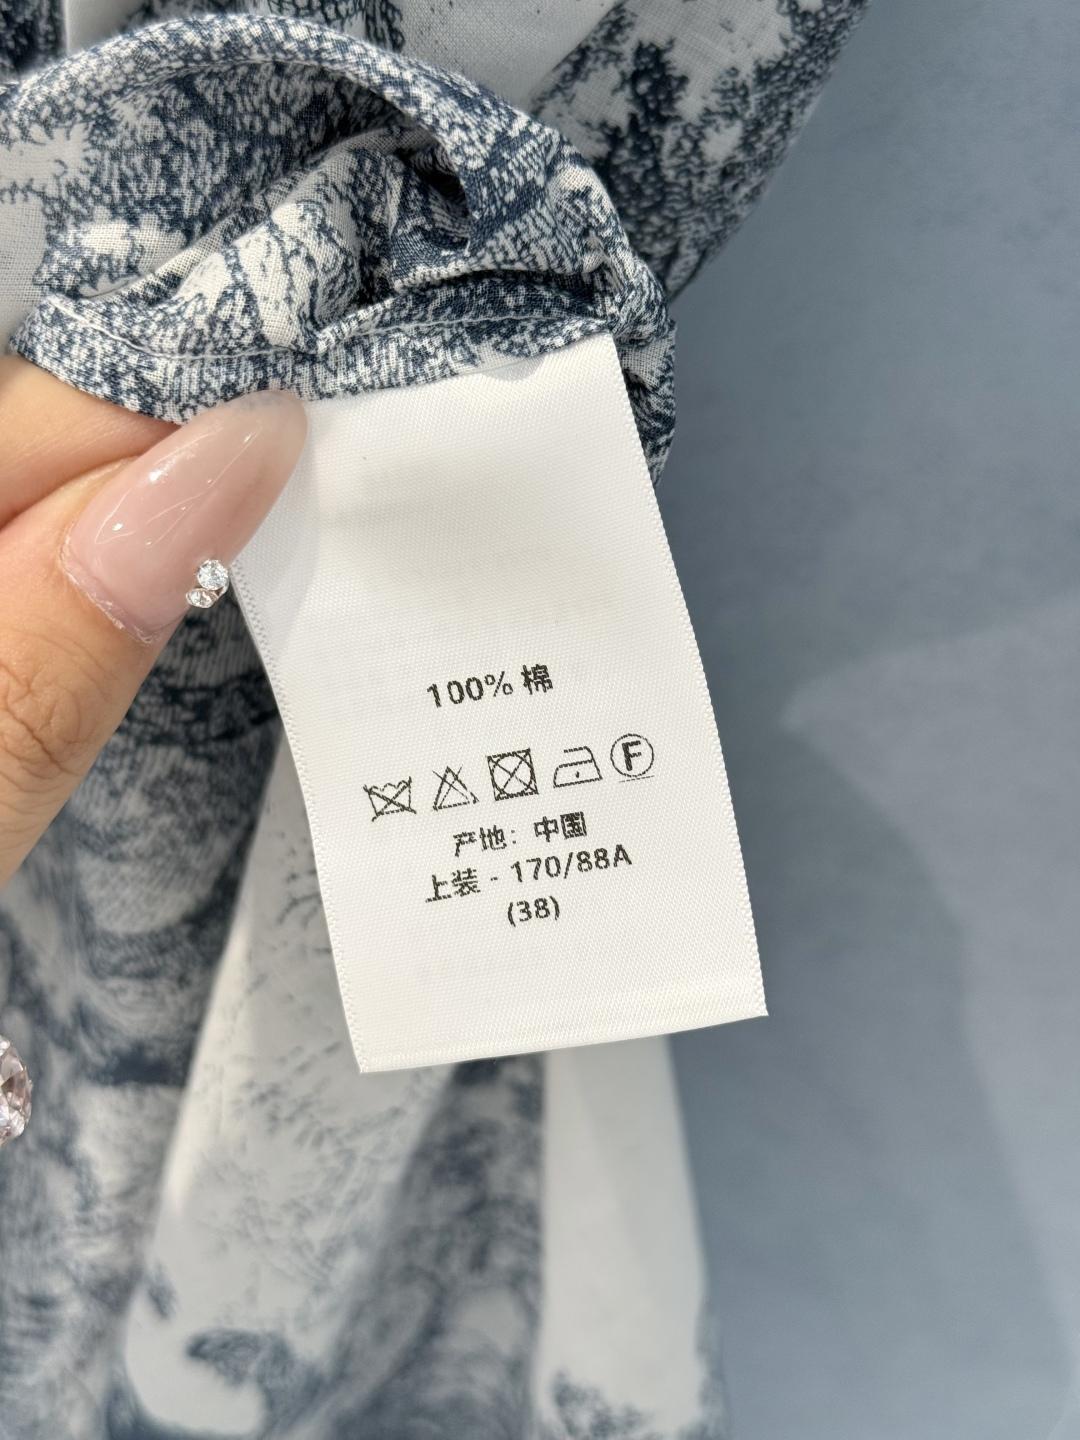 100% 棉
F
产地: 中国
上装 - 170/88A
(38)